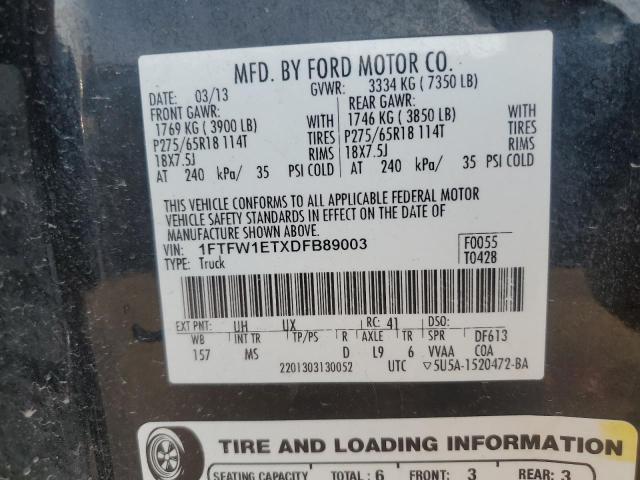 MFD. BY FORD MOTOR CO.
DATE: 03/13 GVWR: 3334 KG ( 7350 LB)
FRONT GAWR: REAR GAWR:
1769 KG ( 3900 LB) WITH 1746 KG ( 3850 LB) WITH
P275/65R18 114T TIRES P275/65R18 114T TIRES
18X7.5J RIMS 18X7.5J RIMS
AT 240 kPa/ 35 PSI COLD AT 240 kPa/ 35 PSI COLD
THIS VEHICLE CONFORMS TO ALL APPLICABLE FEDERAL MOTOR
VEHICLE SAFETY STANDARDS IN EFFECT ON THE DATE OF
MANUFACTURE SHOWN ABOVE.
VIN: 1FTFW1ETXDFB89003 F0055
TYPE: Truck T0428
EXT PNT: UH UX RC: 41 DSO:
WB INT TR TP/PS R AXLE TR SPR DF613
157 MS D L9 6 VVAA COA
2201303130052 UTC ▽5U5A-1520472-BA
TIRE AND LOADING INFORMATION
SEATING CAPACITY TOTAL : 6 FRONT: 3 REAR: 3